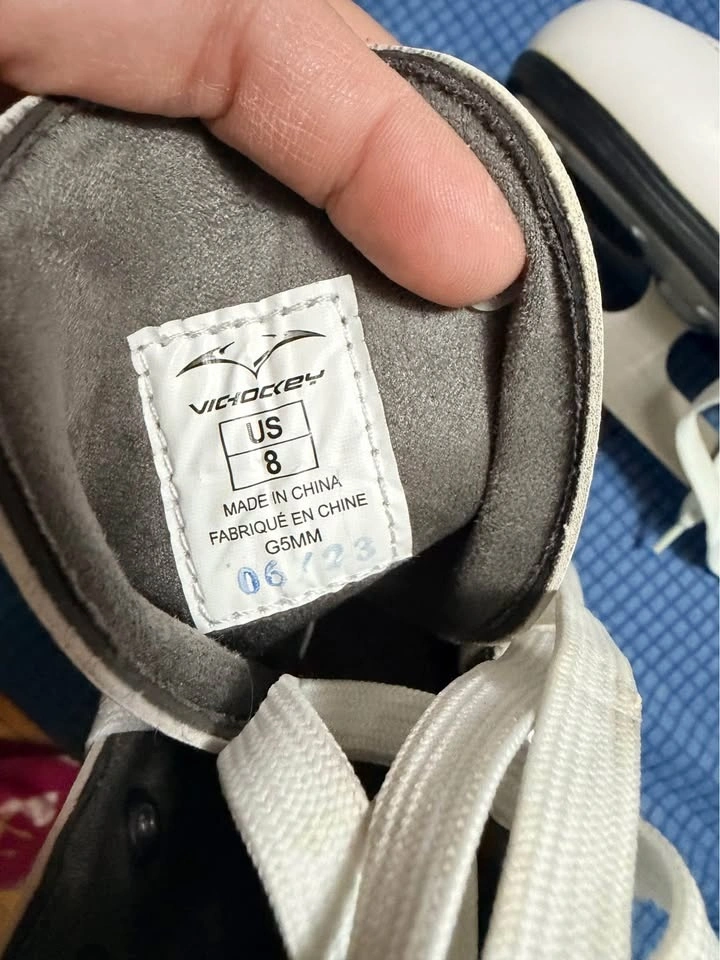 VICHOCKEY
US
8
MADE IN CHINA
FABRIQUÉ EN CHINE
G5MM
06/23